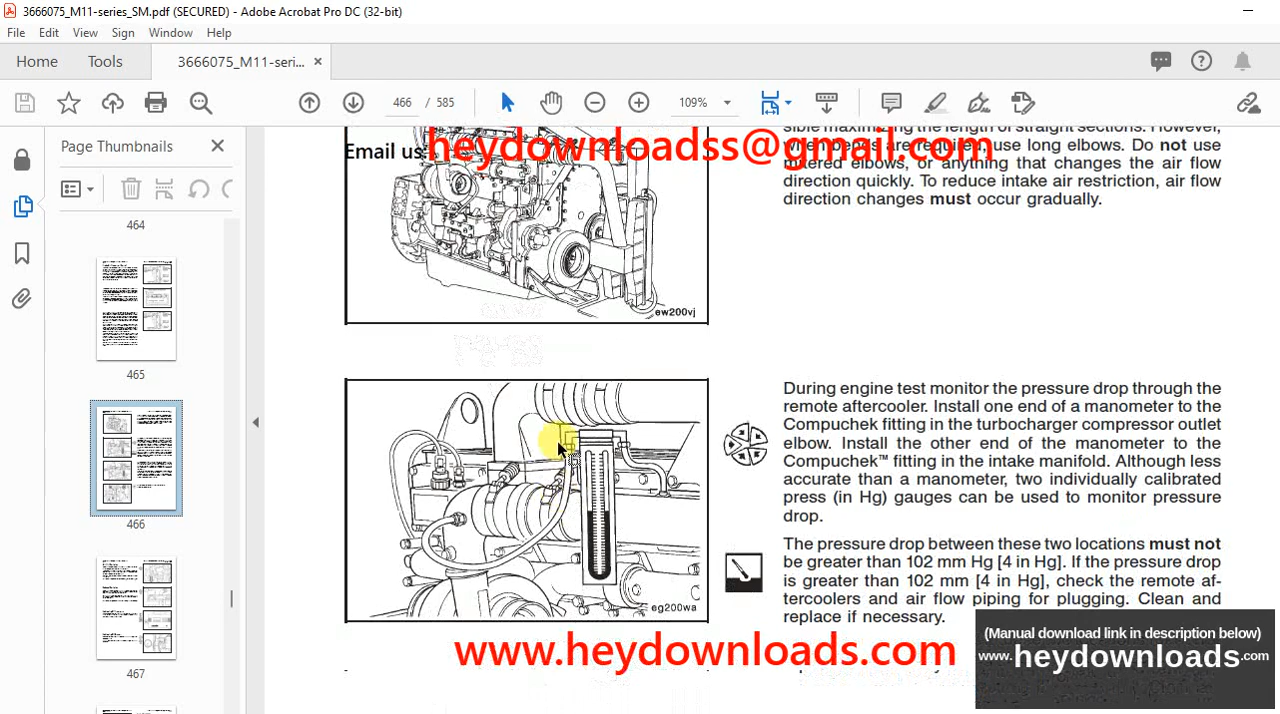 3666075_M11-series_SM.pdf (SECURED) - Adobe Acrobat Pro DC (32-bit)
File Edit View Sign Window Help
Home Tools 3666075_M11-seri... ×
466 / 585 109%
Page Thumbnails
464
465
466
467
Email us: heydownloadss@gmail.com
sible maximizing the length of straight sections. However,
when bends are required, use long elbows. Do not use
mitered elbows, or anything that changes the air flow
direction quickly. To reduce intake air restriction, air flow
direction changes must occur gradually.
ew200vj
During engine test monitor the pressure drop through the
remote aftercooler. Install one end of a manometer to the
Compuchek fitting in the turbocharger compressor outlet
elbow. Install the other end of the manometer to the
Compuchek™ fitting in the intake manifold. Although less
accurate than a manometer, two individually calibrated
press (in Hg) gauges can be used to monitor pressure
drop.
The pressure drop between these two locations must not
be greater than 102 mm Hg [4 in Hg]. If the pressure drop
is greater than 102 mm [4 in Hg], check the remote af-
tercoolers and air flow piping for plugging. Clean and
replace if necessary.
eg200wa
www.heydownloads.com
(Manual download link in description below)
www.heydownloads.com